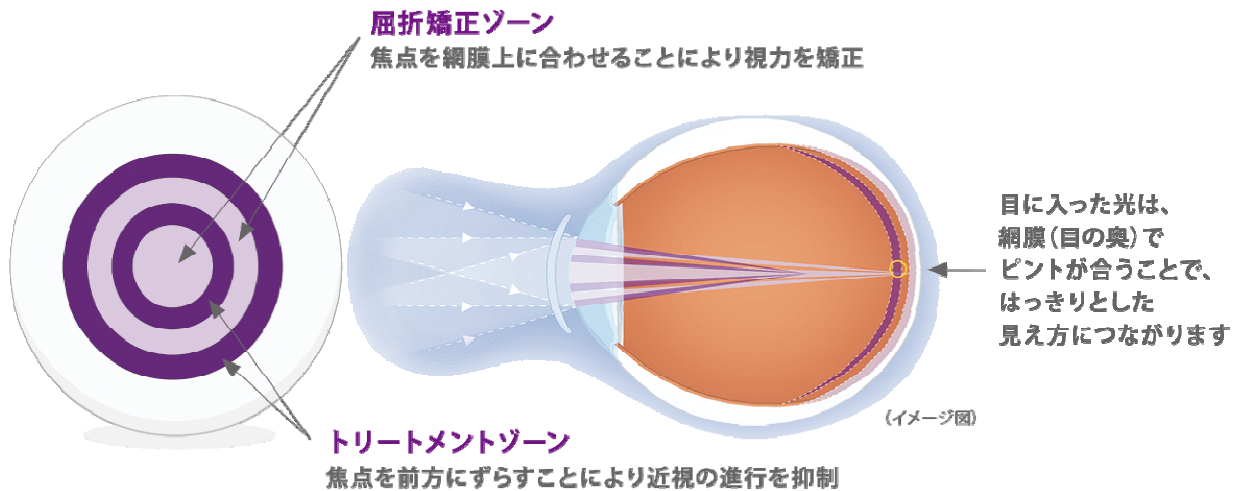 屈折矯正ゾーン
焦点を網膜上に合わせることにより視力を矯正
目に入った光は、
網膜（目の奥）で
ピントが合うことで、
はっきりとした
見え方につながります
（イメージ図）
トリートメントゾーン
焦点を前方にずらすことにより近視の進行を抑制